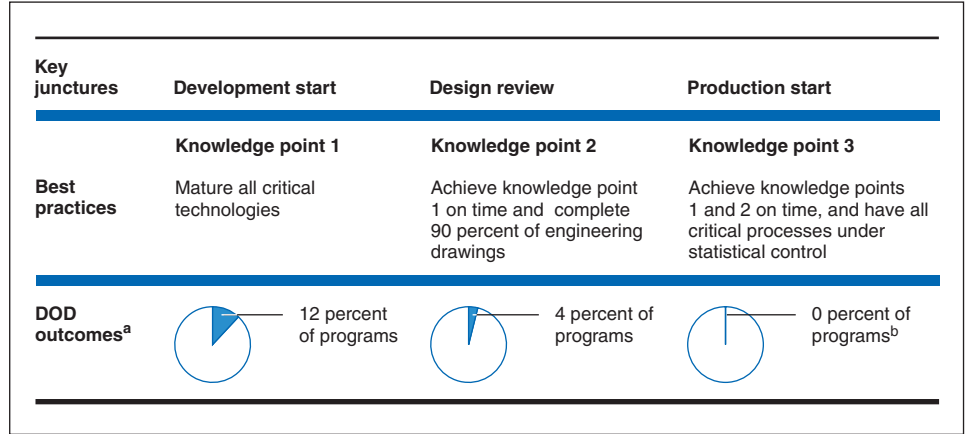 Key
junctures
Development start
Design review
Production start
Knowledge point 1
Knowledge point 2
Knowledge point 3
Best
practices
Mature all critical
technologies
Achieve knowledge point
1 on time and complete
90 percent of engineering
drawings
Achieve knowledge points
1 and 2 on time, and have all
critical processes under
statistical control
DOD
outcomesa
12 percent
of programs
4 percent of
programs
0 percent of
programsb